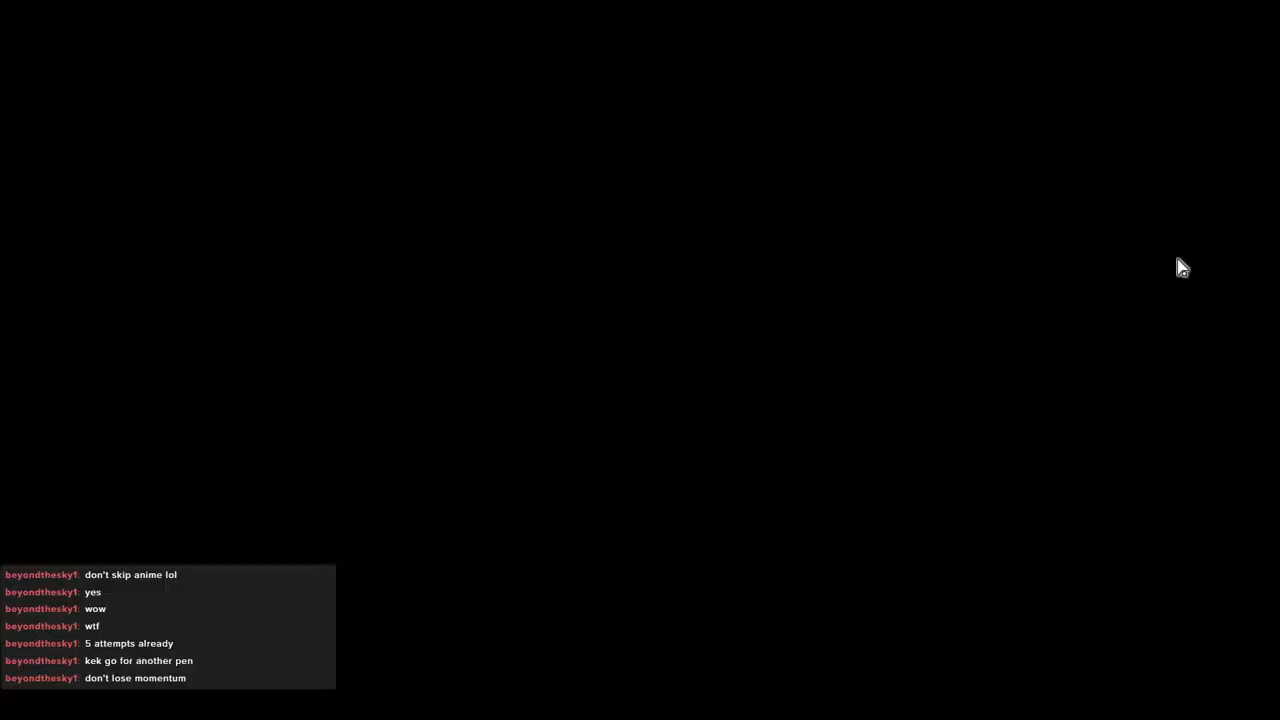 beyondthesky1: don't skip anime lol
beyondthesky1: yes
beyondthesky1: wow
beyondthesky1: wtf
beyondthesky1: 5 attempts already
beyondthesky1: kek go for another pen
beyondthesky1: don't lose momentum